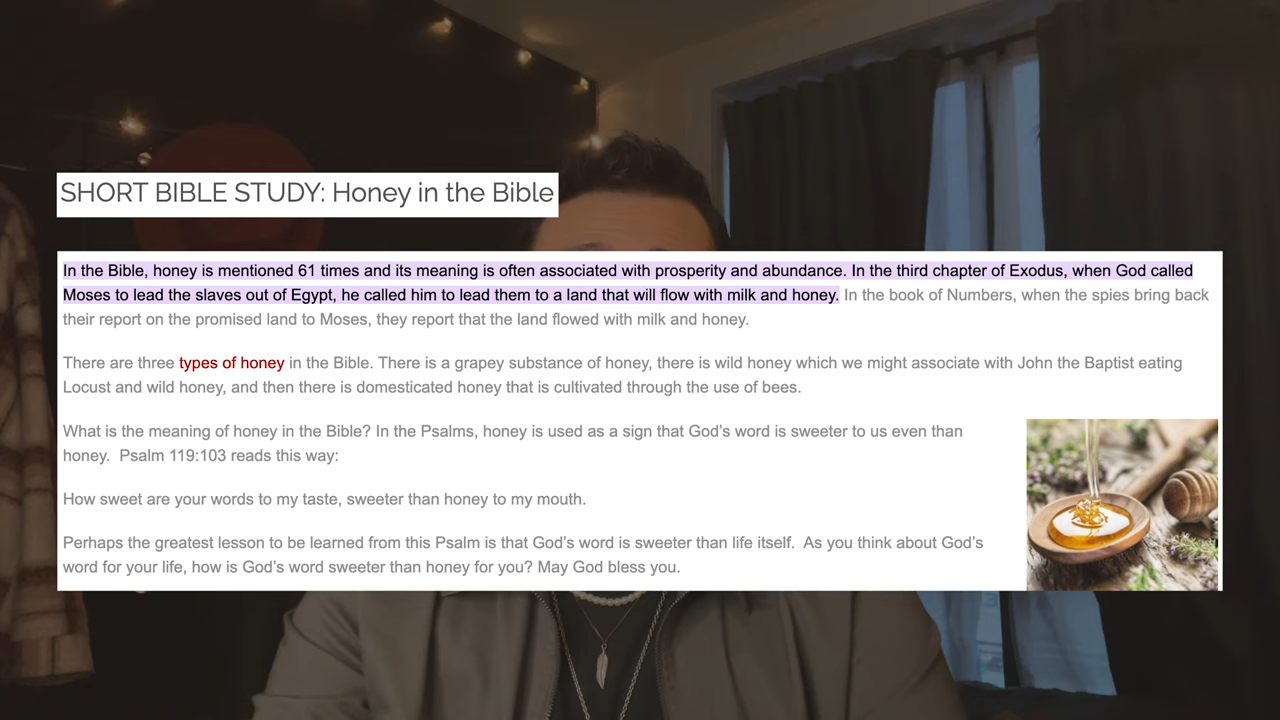 SHORT BIBLE STUDY: Honey in the Bible
In the Bible, honey is mentioned 61 times and its meaning is often associated with prosperity and abundance. In the third chapter of Exodus, when God called
Moses to lead the slaves out of Egypt, he called him to lead them to a land that will flow with milk and honey. In the book of Numbers, when the spies bring back
their report on the promised land to Moses, they report that the land flowed with milk and honey.
There are three types of honey in the Bible. There is a grapey substance of honey, there is wild honey which we might associate with John the Baptist eating
Locust and wild honey, and then there is domesticated honey that is cultivated through the use of bees.
What is the meaning of honey in the Bible? In the Psalms, honey is used as a sign that God's word is sweeter to us even than
honey.  Psalm 119:103 reads this way:
How sweet are your words to my taste, sweeter than honey to my mouth.
Perhaps the greatest lesson to be learned from this Psalm is that God's word is sweeter than life itself.  As you think about God's
word for your life, how is God's word sweeter than honey for you? May God bless you.